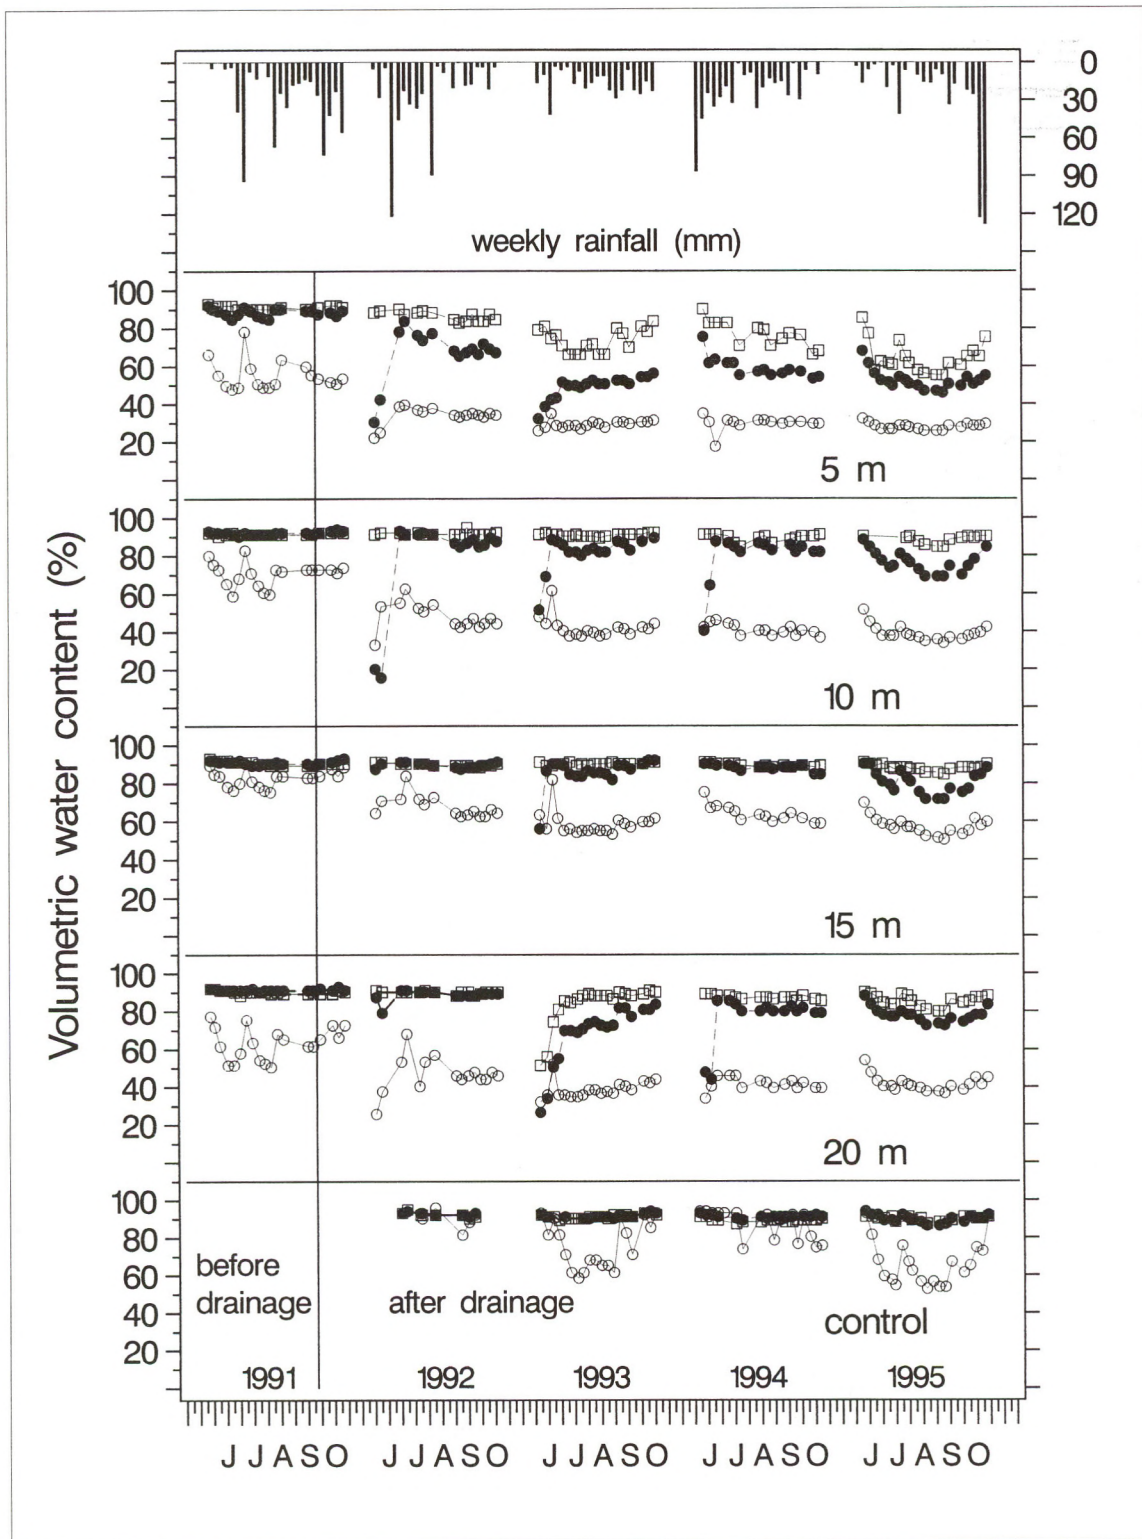 0
30
60
90
120
weekly rainfall (mm)
Volumetric water content (%)
100
80
60
40
20
5 m
100
80
60
40
20
10 m
100
80
60
40
20
15 m
100
80
60
40
20
20 m
100
80
60
40
20
before
drainage
after drainage
control
1991 1992 1993 1994 1995
J J A S O J J A S O J J A S O J J A S O J J A S O